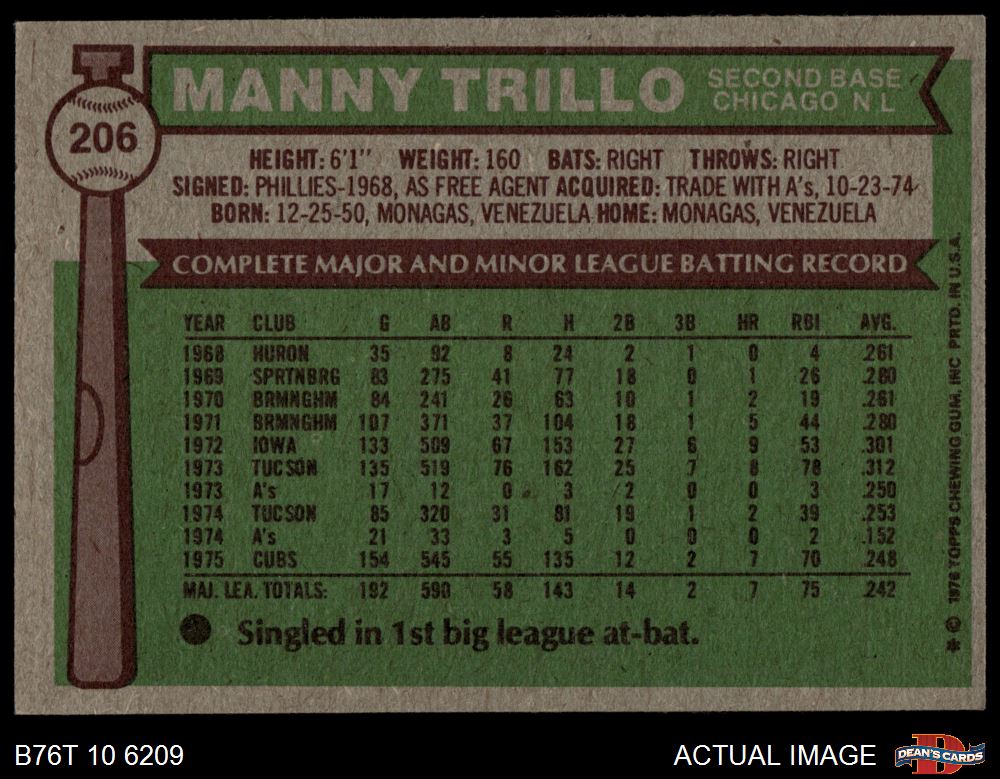 206
MANNY TRILLO
SECOND BASE
CHICAGO N L
HEIGHT: 6'1" WEIGHT: 160 BATS: RIGHT THROWS: RIGHT
SIGNED: PHILLIES-1968, AS FREE AGENT ACQUIRED: TRADE WITH A's, 10-23-74
BORN: 12-25-50, MONAGAS, VENEZUELA HOME: MONAGAS, VENEZUELA
COMPLETE MAJOR AND MINOR LEAGUE BATTING RECORD
YEAR CLUB G AB R H 2B 3B HR RBI AVG.
1968 HURON 35 92 8 24 2 1 0 4 .261
1969 SPRTNBRG 83 275 41 77 18 0 1 26 .280
1970 BRMNGHM 84 241 26 63 10 1 2 19 .261
1971 BRMNGHM 107 371 37 104 18 1 5 44 .280
1972 IOWA 133 509 67 153 27 6 9 53 .301
1973 TUCSON 135 519 76 162 25 7 8 78 .312
1973 A's 17 12 0 3 2 0 0 3 .250
1974 TUCSON 85 320 31 81 19 1 2 39 .253
1974 A's 21 33 3 5 0 0 0 2 .152
1975 CUBS 154 545 55 135 12 2 7 70 .248
MAJ. LEA. TOTALS: 192 590 58 143 14 2 7 75 .242
Singled in 1st big league at-bat.
* © 1976 TOPPS CHEWING GUM, INC PRTD. IN U.S.A.
B76T 10 6209
ACTUAL IMAGE
DEAN'S CARDS